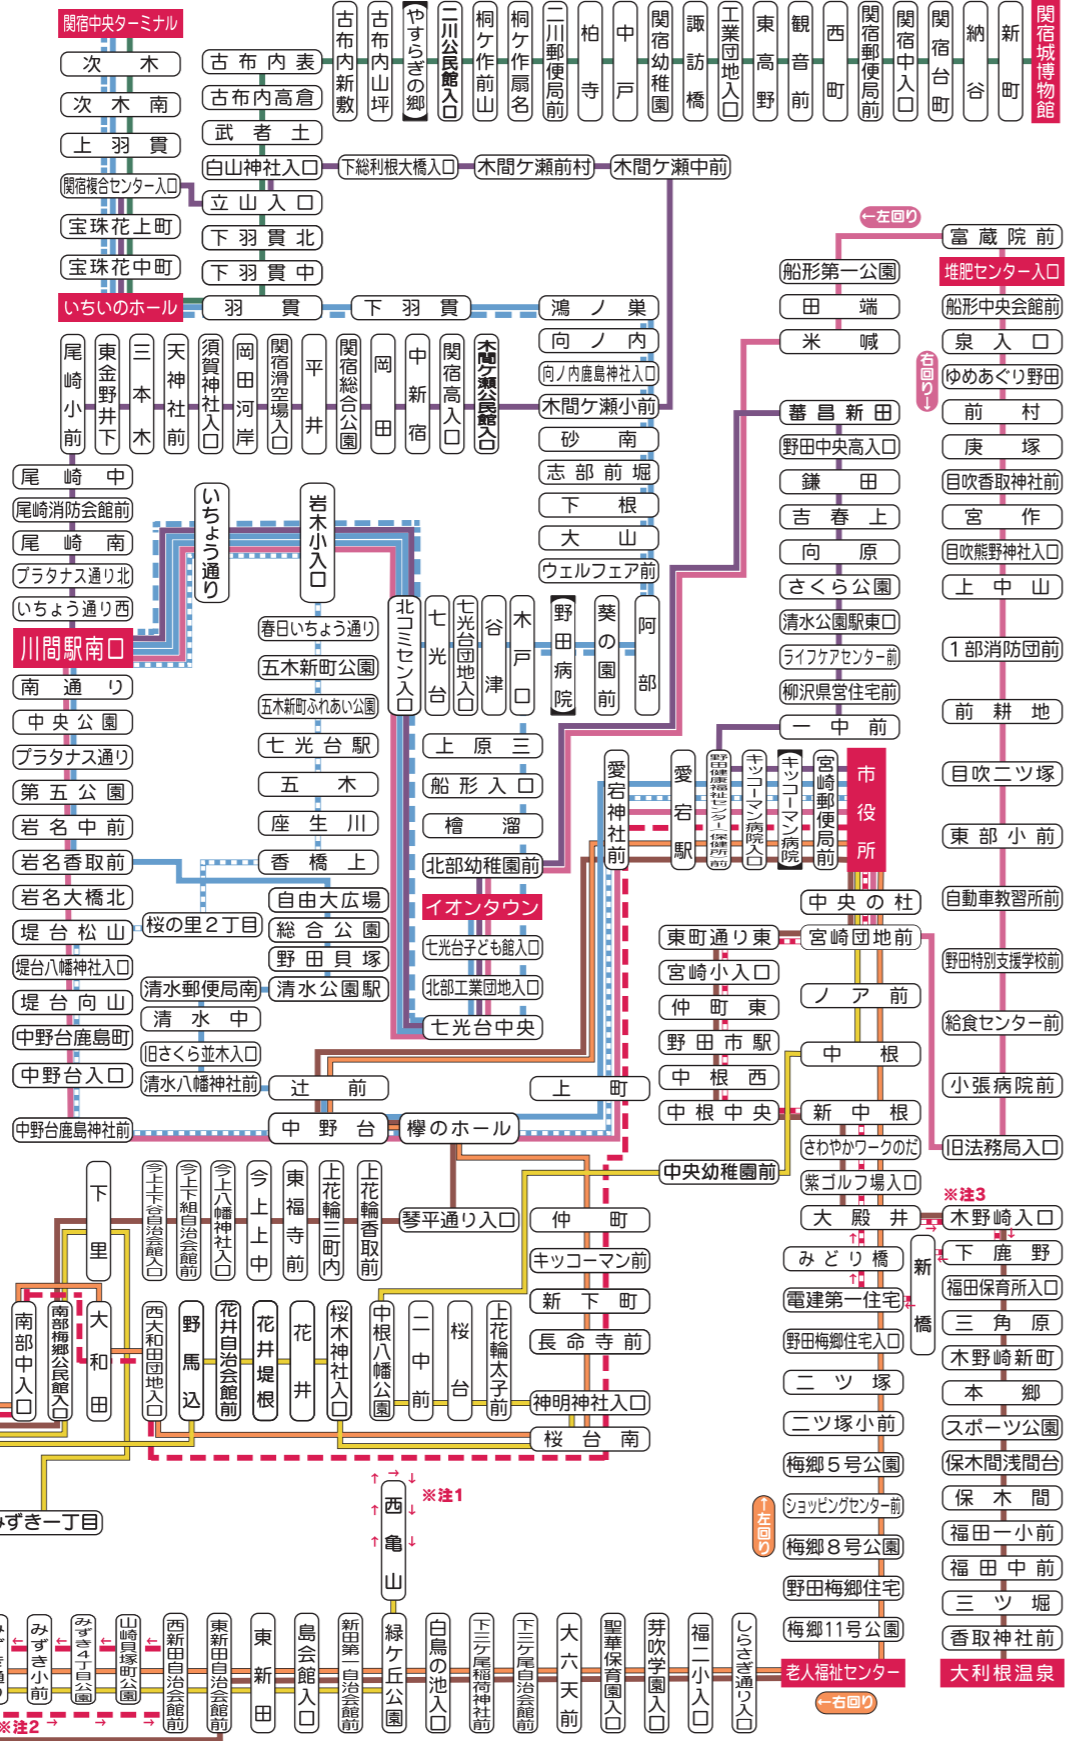 関宿中央ターミナル
次木
次木南
上羽貫
関宿複合センター入口
宝珠花上町
宝珠花中町
いちいのホール
古布内表
古布内高倉
武者土
白山神社入口
立山入口
下羽貫北
下羽貫中
羽貫
下羽貫
古布内新敷
古布内山坪
【やすらぎの郷】
二川公民館入口
桐ケ作前山
桐ケ作扇名
二川郵便局前
柏寺
中戸
関宿幼稚園
諏訪橋
工業団地入口
東高野
観音前
西町
関宿郵便局前
関宿中入口
関宿台町
納谷
新町
関宿城博物館
下総利根大橋入口
木間ケ瀬前村
木間ケ瀬中前
鴻ノ巣
向ノ内
向ノ内鹿島神社入口
木間ケ瀬小前
砂南
志部前堀
下根
大山
ウェルフェア前
尾崎小前
東金野井下
三本木
天神社前
須賀神社入口
岡田河岸
関宿滑空場入口
平井
関宿総合公園
岡田
中新宿
関宿高入口
木間ケ瀬公民館入口
尾崎中
尾崎消防会館前
尾崎南
プラタナス通り北
いちょう通り西
川間駅南口
南通り
中央公園
プラタナス通り
第五公園
岩名中前
岩名香取前
岩名大橋北
堤台松山
堤台八幡神社入口
堤台向山
中野台鹿島町
中野台入口
中野台鹿島神社前
いちょう通り
岩木小入口
春日いちょう通り
五木新町公園
五木新町ふれあい公園
七光台駅
五木
座生川
香橋上
桜の里2丁目
自由大広場
総合公園
野田貝塚
清水公園駅
清水郵便局南
清水中
旧さくら並木入口
清水八幡神社前
辻前
中野台
欅のホール
北コミセン入口
七光台
七光台団地入口
谷津
木戸口
【野田病院】
葵の園前
阿部
上原三
船形入口
檜溜
北部幼稚園前
イオンタウン
七光台子ども館入口
北部工業団地入口
七光台中央
←左回り
富蔵院前
堆肥センター入口
船形中央会館前
泉入口
ゆめあぐり野田
右回り→
前村
庚塚
目吹香取神社前
宮作
目吹熊野神社入口
上中山
1部消防団前
前耕地
目吹二ツ塚
東部小前
自動車教習所前
野田特別支援学校前
給食センター前
小張病院前
旧法務局入口
船形第一公園
田端
米喊
蕃昌新田
野田中央高入口
鎌田
吉春上
向原
さくら公園
清水公園駅東口
ライフケアセンター前
柳沢県営住宅前
一中前
愛宕神社前
愛宕駅
野田健康福祉センター(保健所)前
キッコーマン病院入口
【キッコーマン病院】
宮崎郵便局前
市役所
中央の杜
宮崎団地前
東町通り東
宮崎小入口
仲町東
野田市駅
中根西
中根中央
ノア前
中根
新中根
さわやかワークのだ
紫ゴルフ場入口
大殿井
上町
中央幼稚園前
※注3
木野崎入口
下鹿野
福田保育所入口
三角原
木野崎新町
本郷
スポーツ公園
保木間浅間台
保木間
福田一小前
福田中前
三ツ堀
香取神社前
大利根温泉
みどり橋
新橋
電建第一住宅
野田梅郷住宅入口
二ツ塚
二ツ塚小前
梅郷5号公園
ショッピングセンター前
梅郷8号公園
野田梅郷住宅
梅郷11号公園
老人福祉センター
←左回り
←右回り
下里
今上下谷自治会館入口
今上下組自治会館前
今上八幡神社入口
今上上中
東福寺前
上花輪三町内
上花輪香取前
琴平通り入口
仲町
キッコーマン前
新下町
長命寺前
神明神社入口
桜台南
南部中入口
南部梅郷公民館入口
大和田
西大和田団地入口
野馬込
花井自治会館前
花井堤根
花井
桜木神社入口
中根八幡公園
二中前
桜台
上花輪太子前
みずき一丁目
※注1
西亀山
みずき小前
みずき4丁目公園
山崎貝塚町公園
西新田自治会館前
東新田自治会館前
東新田
島会館入口
新田第一自治会館前
緑ケ丘公園
白鳥の池入口
下三ケ尾稲荷神社前
下三ケ尾自治会館前
大六天前
聖華保育園入口
芽吹学園入口
福二小入口
しらさぎ通り入口
※注2